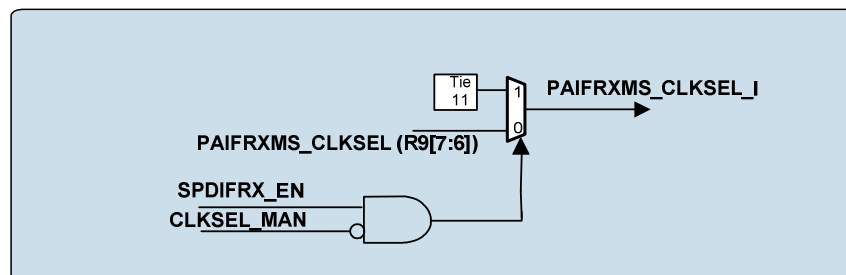 Tie
11
1
PAIFRXMS_CLKSEL_I
0
PAIFRXMS_CLKSEL (R9[7:6])
SPDIFRX_EN
CLKSEL_MAN